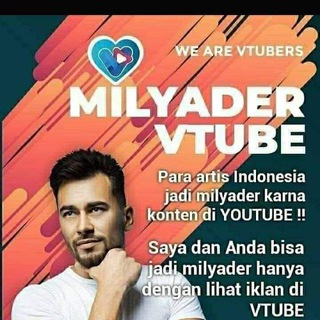 WE ARE VTUBERS
MILYADER
VTUBE
Para artis Indonesia
jadi milyader karna
konten di YOUTUBE !!
Saya dan Anda bisa
jadi milyader hanya
dengan lihat iklan di
VTUBE